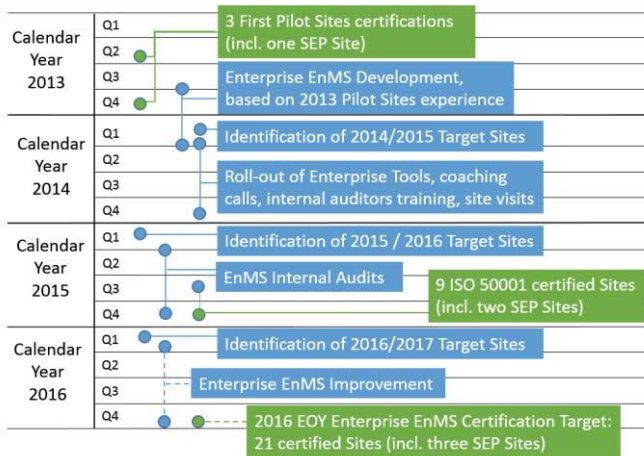 Calendar
Year
2013
Q1
Q2
Q3
Q4
3 First Pilot Sites certifications
(incl. one SEP Site)
Enterprise EnMS Development,
based on 2013 Pilot Sites experience
Calendar
Year
2014
Q1
Q2
Q3
Q4
Identification of 2014/2015 Target Sites
Roll-out of Enterprise Tools, coaching
calls, internal auditors training, site visits
Calendar
Year
2015
Q1
Q2
Q3
Q4
Identification of 2015 / 2016 Target Sites
EnMS Internal Audits
9 ISO 50001 certified Sites
(incl. two SEP Sites)
Calendar
Year
2016
Q1
Q2
Q3
Q4
Identification of 2016/2017 Target Sites
Enterprise EnMS Improvement
2016 EOY Enterprise EnMS Certification Target:
21 certified Sites (incl. three SEP Sites)